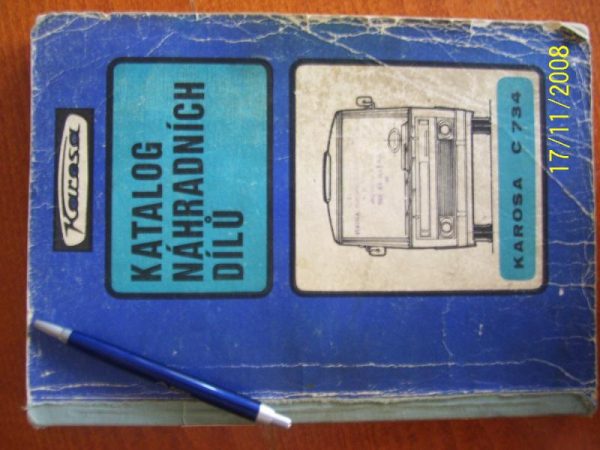 Karosa
KATALOG
NÁHRADNÍCH
DÍLŮ
KAROSA C 734
17/11/2008